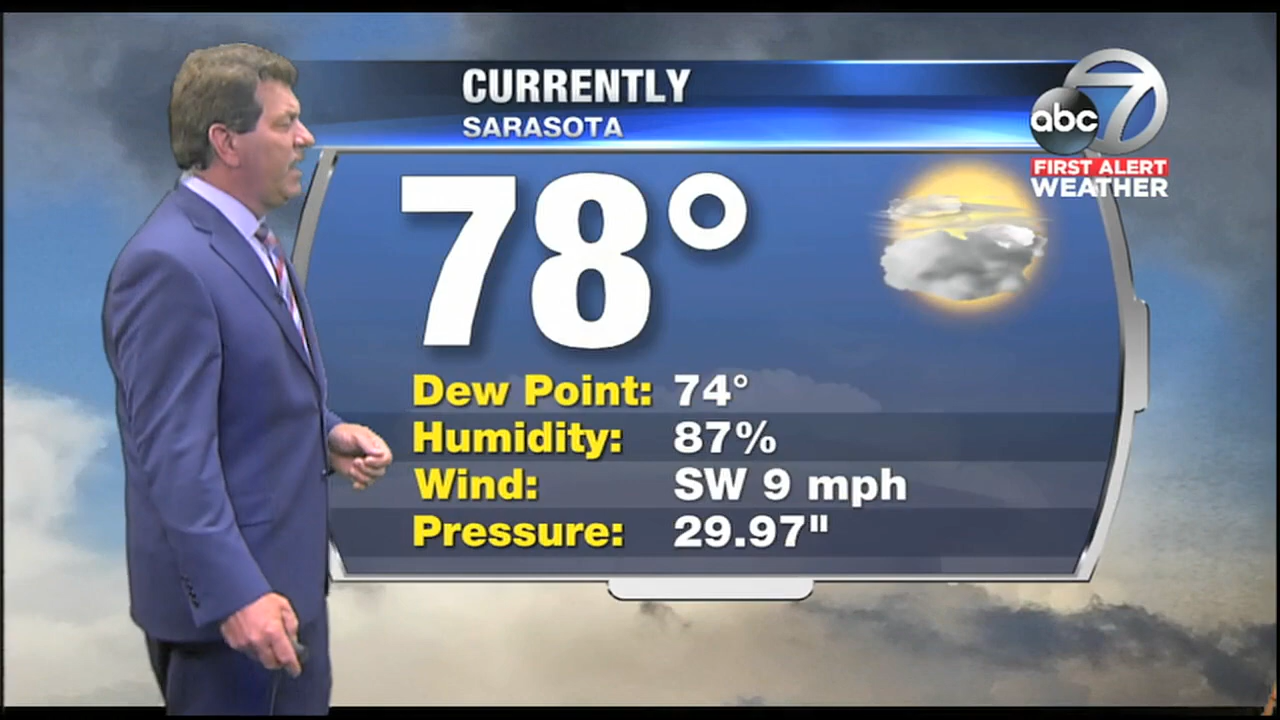 CURRENTLY
SARASOTA
abc 7
FIRST ALERT
WEATHER
78°
Dew Point: 74°
Humidity: 87%
Wind: SW 9 mph
Pressure: 29.97"